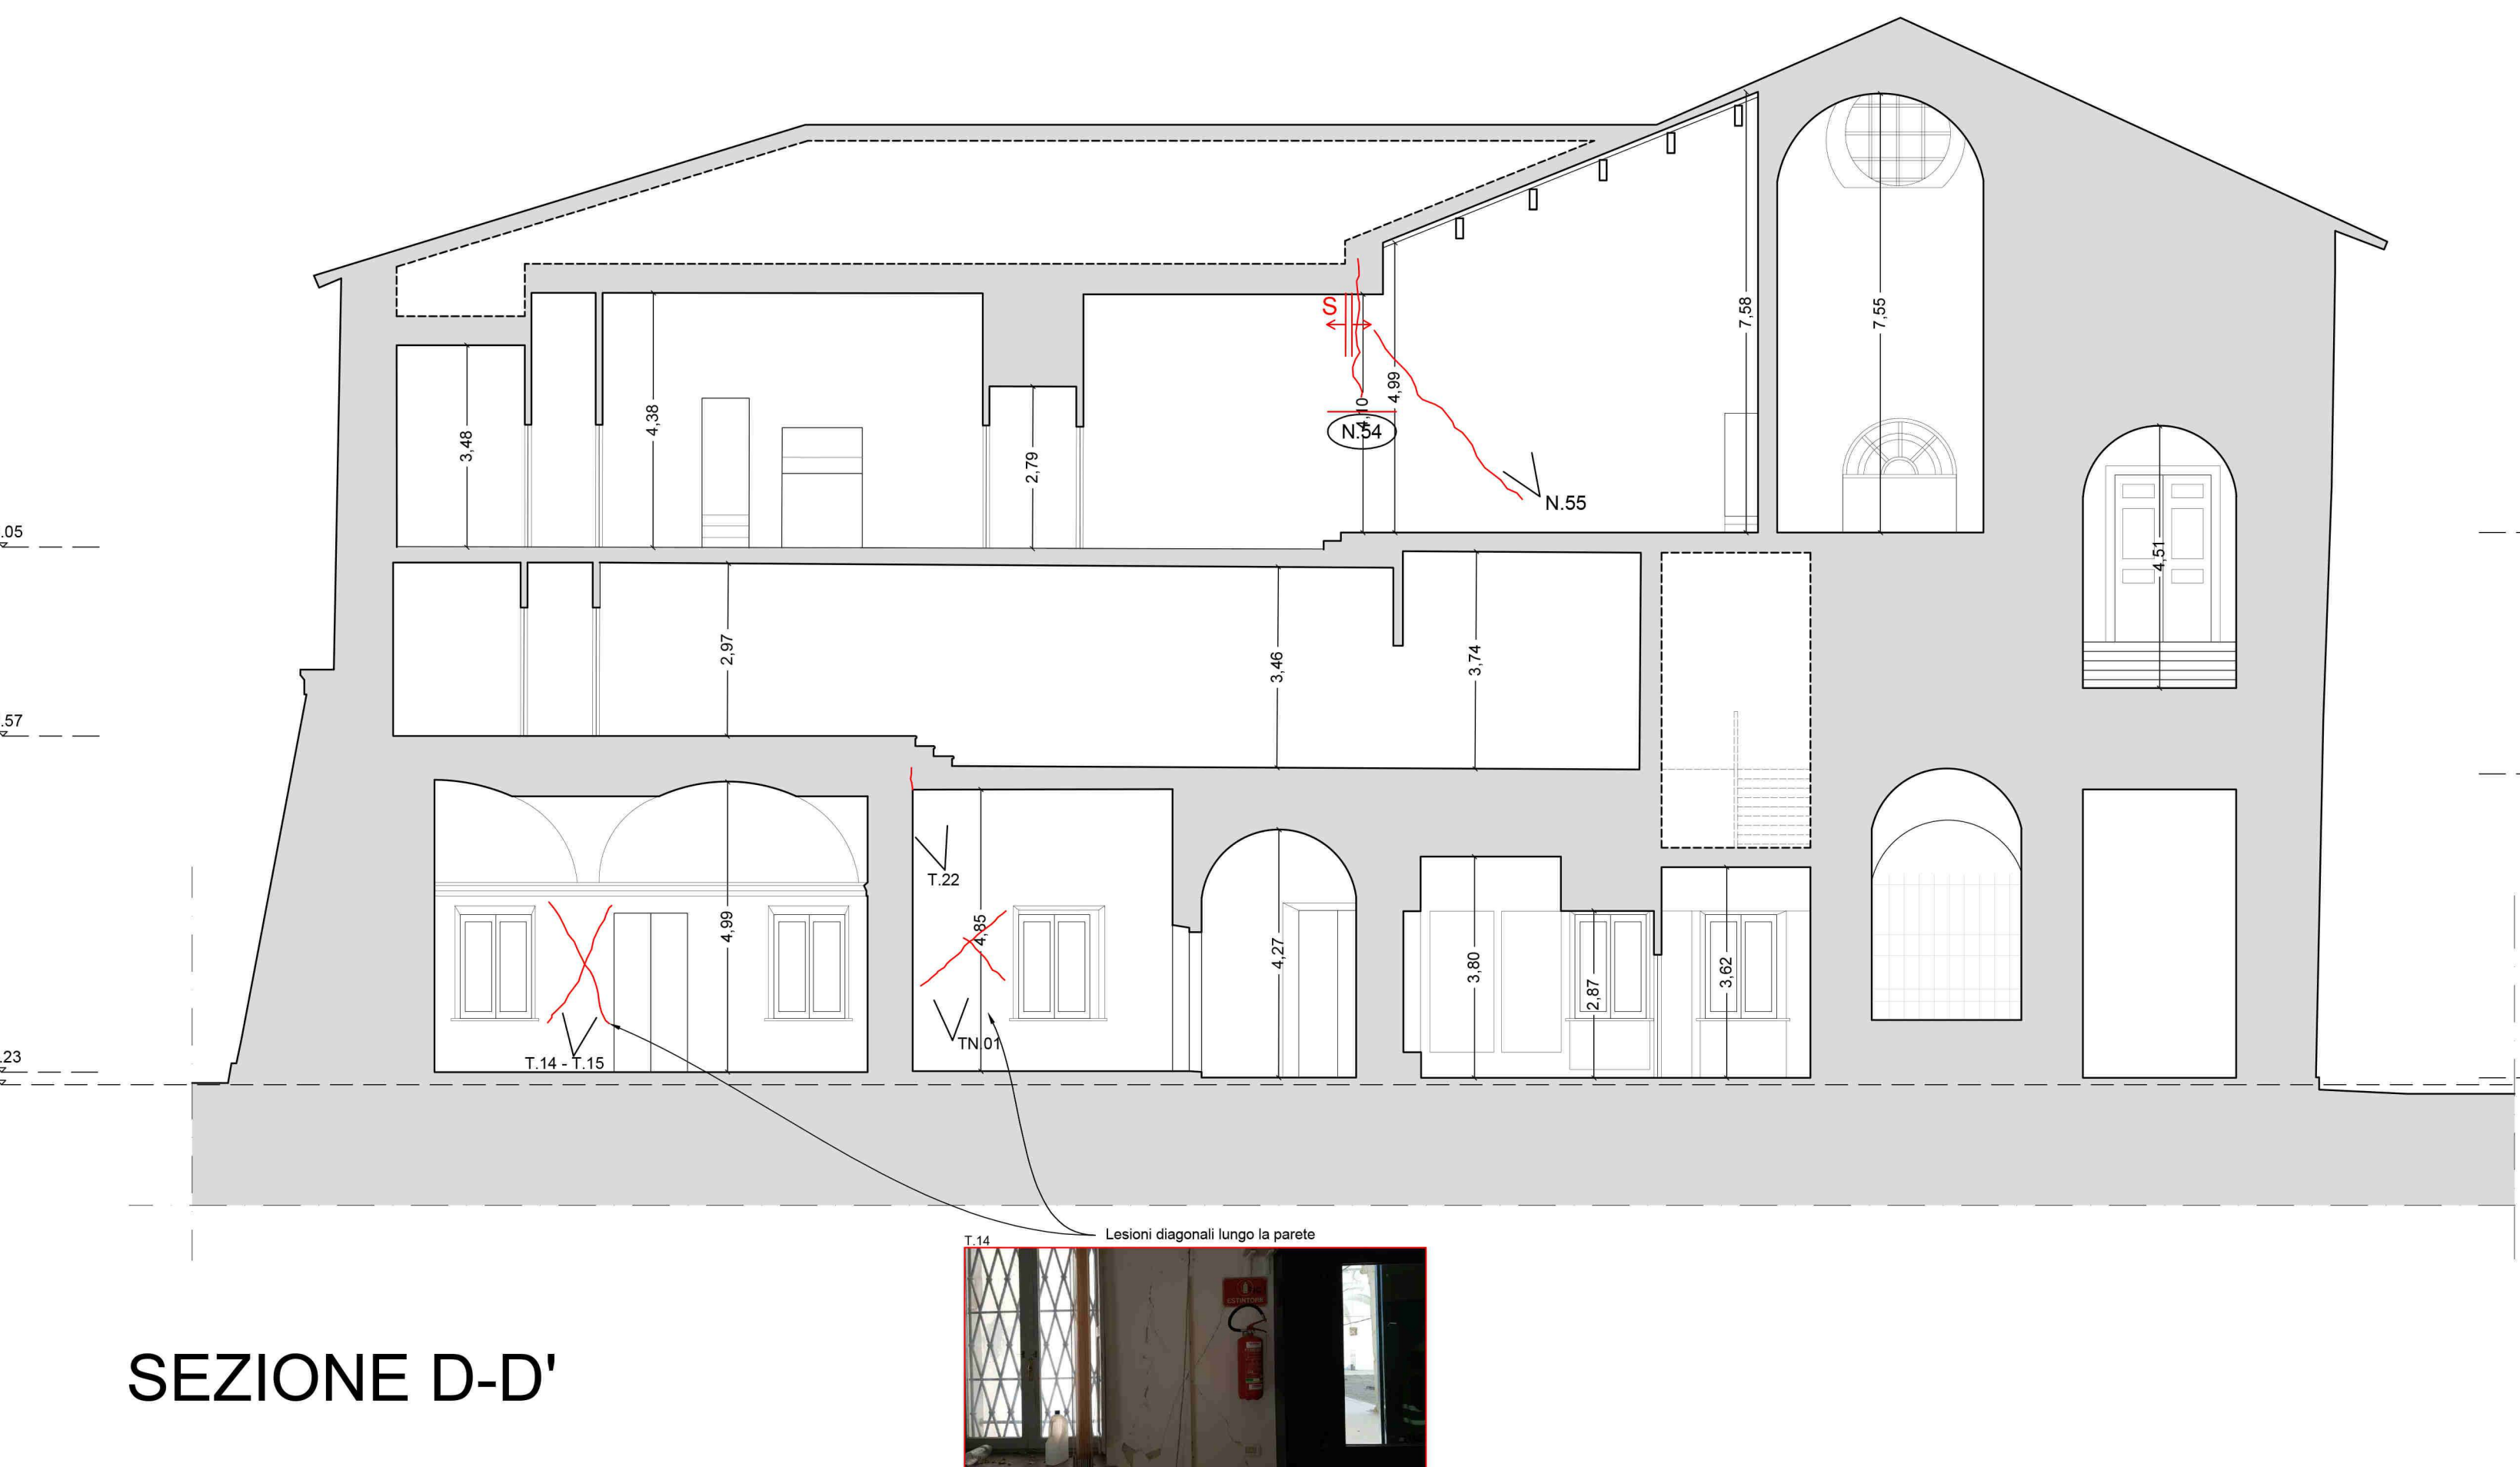 S
7,58
7,55
4,99
4,10
4,38
3,48
2,79
N.54
N.55
.05
4,51
2,97
3,46
3,74
.57
T.22
4,99
4,85
4,27
3,80
2,87
3,62
TN.01
T.14 - T.15
.23
Lesioni diagonali lungo la parete
T.14
ESTINTORE
SEZIONE D-D'